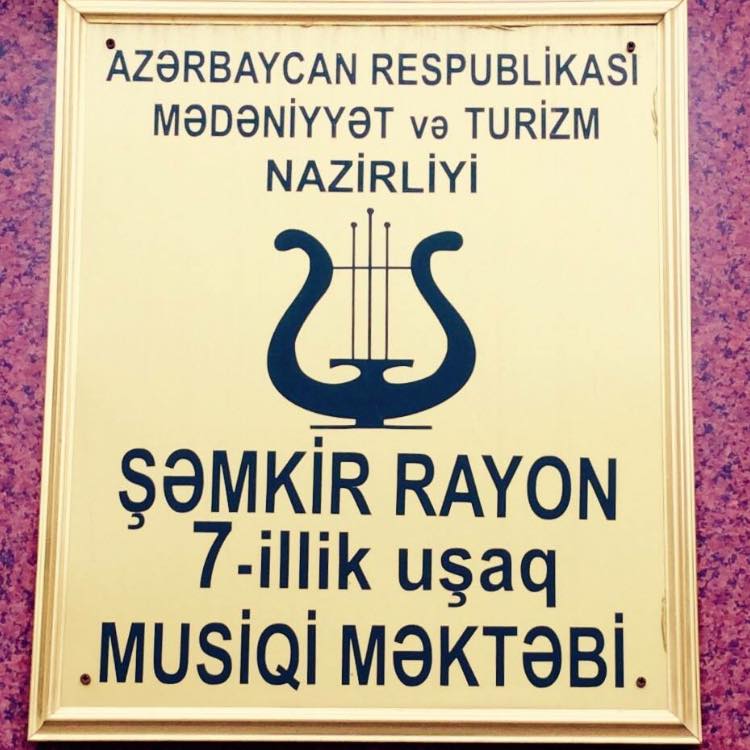 AZƏRBAYCAN RESPUBLİKASI
MƏDƏNİYYƏT və TURİZM
NAZİRLİYİ
ŞƏMKİR RAYON
7-illik uşaq
MUSİQİ MƏKTƏBİ